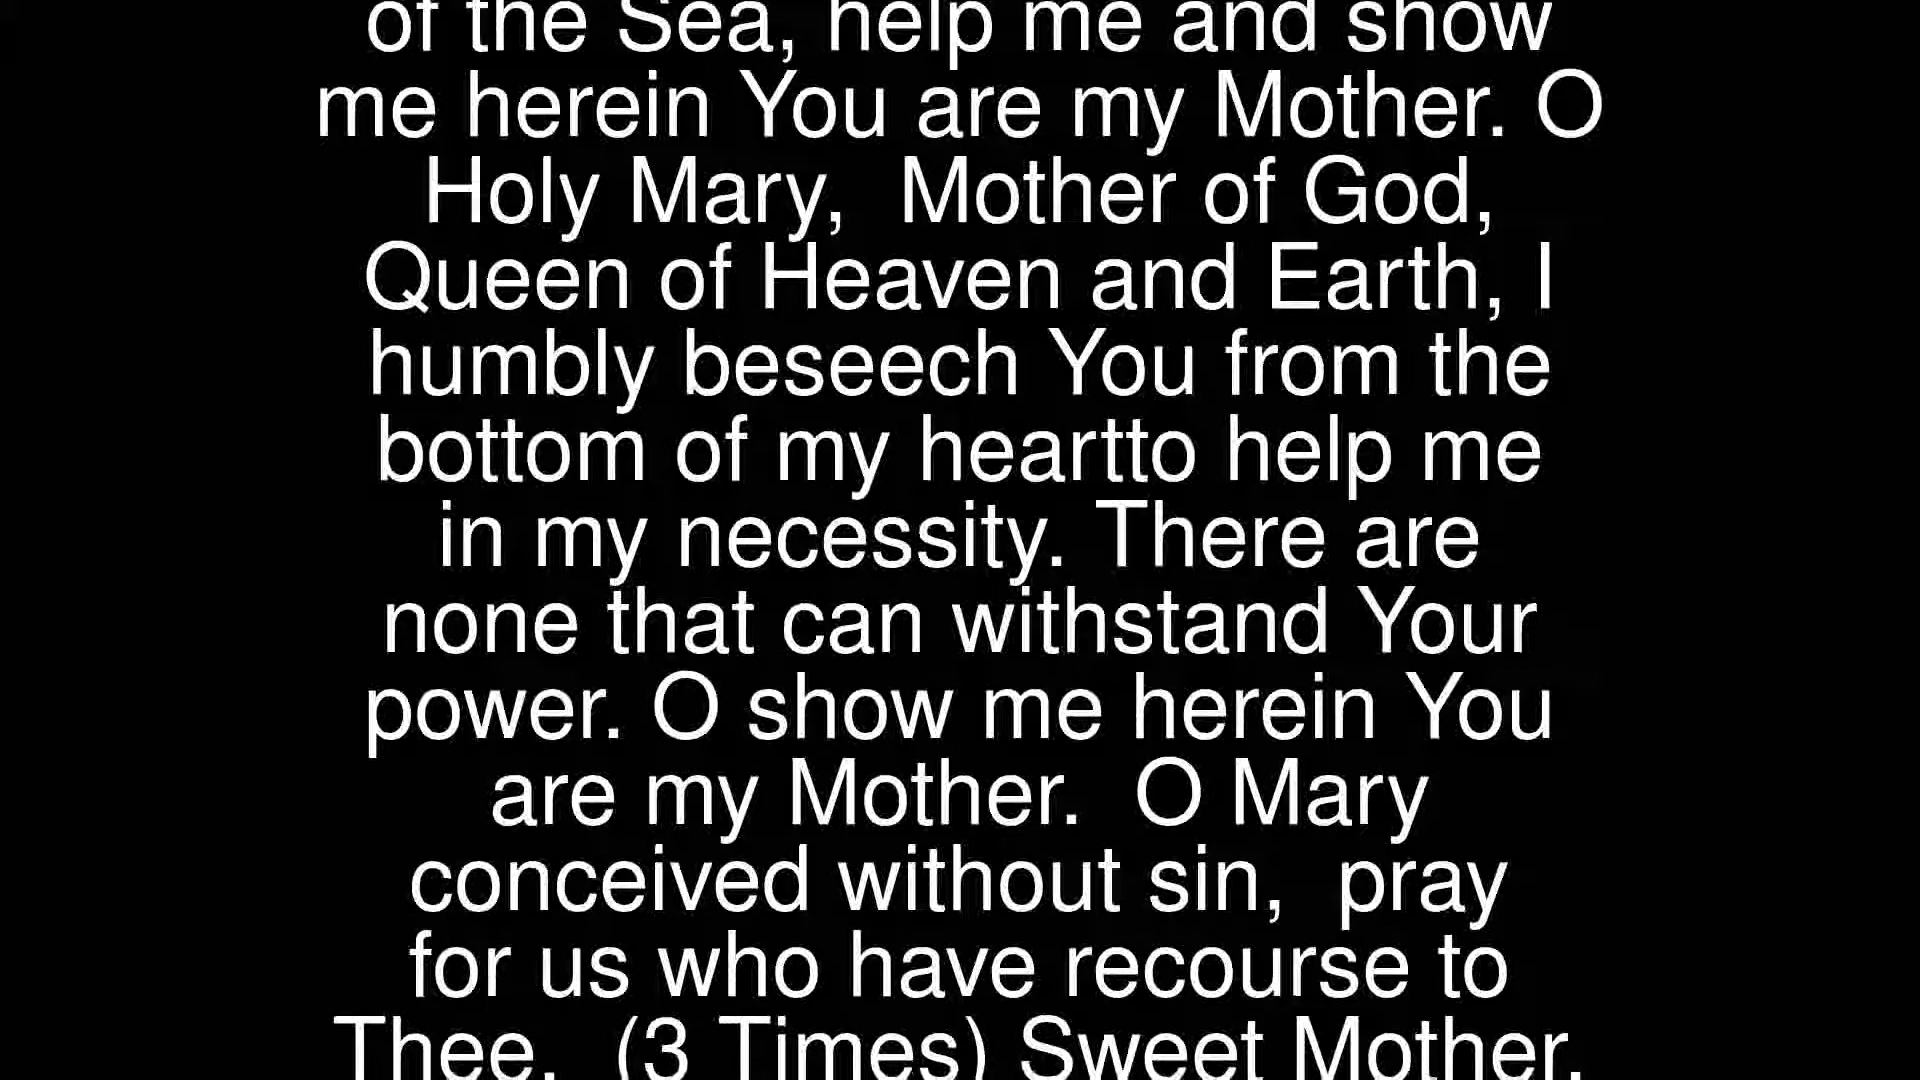 of the Sea, help me and show
me herein You are my Mother. O
Holy Mary,  Mother of God,
Queen of Heaven and Earth, I
humbly beseech You from the
bottom of my heartto help me
in my necessity. There are
none that can withstand Your
power. O show me herein You
are my Mother.  O Mary
conceived without sin,  pray
for us who have recourse to
Thee.  (3 Times) Sweet Mother,